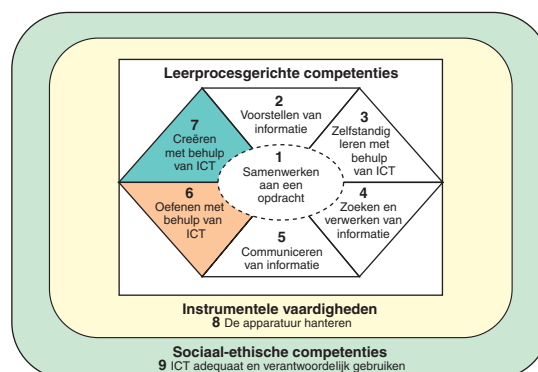 Leerprocesgerichte competenties
2
Voorstellen van
informatie
7
Creëren
met behulp
van ICT
3
Zelfstandig
leren met
behulp
van ICT
1
Samenwerken
aan een
opdracht
6
Oefenen met
behulp van
ICT
4
Zoeken en
verwerken van
informatie
5
Communiceren
van informatie
Instrumentele vaardigheden
8 De apparatuur hanteren
Sociaal-ethische competenties
9 ICT adequaat en verantwoordelijk gebruiken